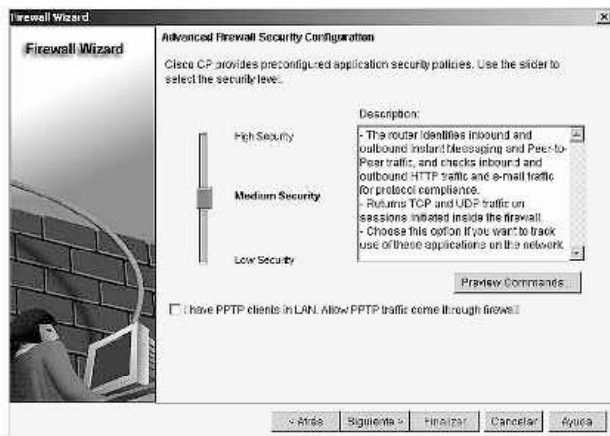 Firewall Wizard
Firewall Wizard
Advanced Firewall Security Configuration
Cisco CP provides preconfigured application security policies. Use the slider to
select the security level.
High Security
Medium Security
Low Security
Description:
- The router identifies inbound and
outbound Instant Messaging and Peer-to-
Peer traffic, and checks inbound and
outbound HTTP traffic and e-mail traffic
for protocol compliance.
- Returns TCP and UDP traffic on
sessions initiated inside the firewall.
- Choose this option if you want to track
use of these applications on the network
Preview Commands...
I have PPTP clients in LAN. Allow PPTP traffic come through firewall
< Atrás
Siguiente >
Finalizar
Cancelar
Ayuda